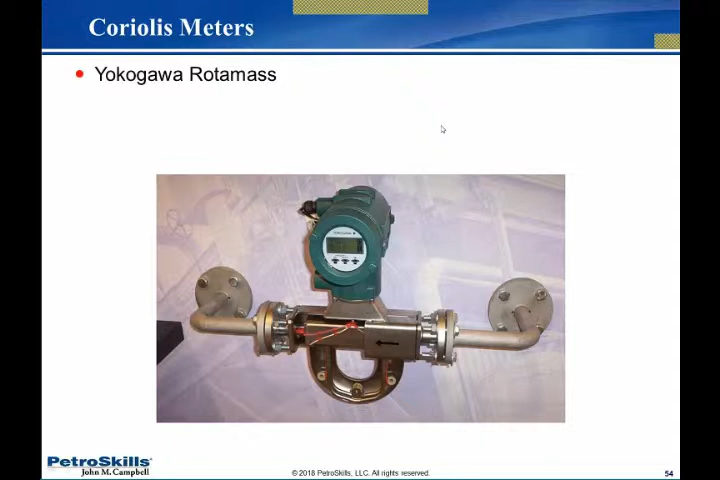 Coriolis Meters
Yokogawa Rotamass
PetroSkills®
John M. Campbell
© 2018 PetroSkills, LLC. All rights reserved.
54